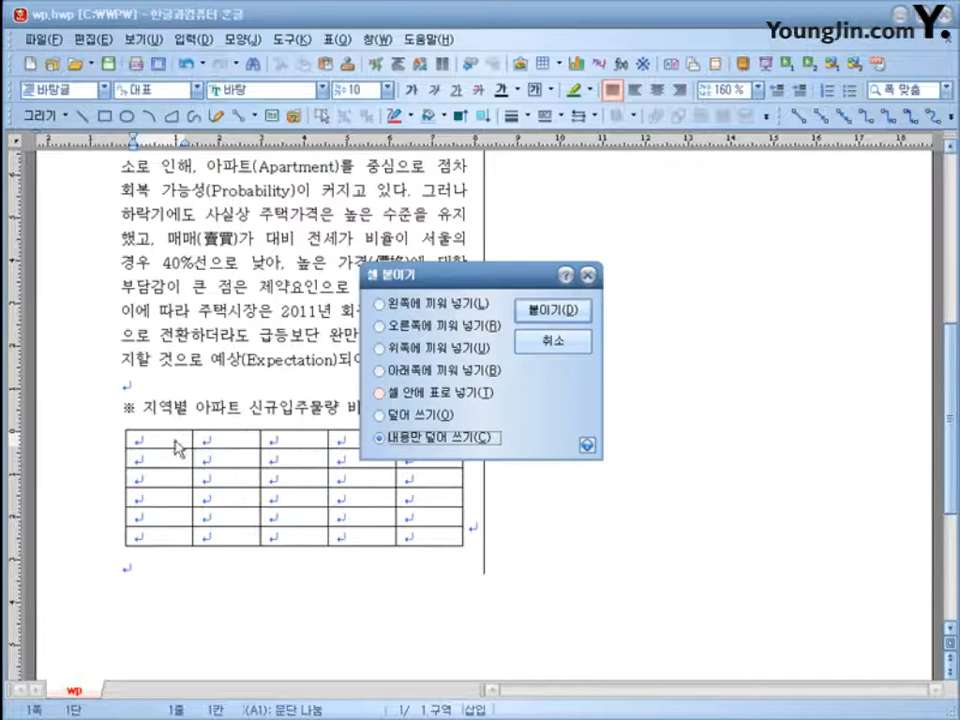 wp.hwp [C:\WWPW] - 한글과컴퓨터 한글
YoungJin.com Y.
파일(F) 편집(E) 보기(U) 입력(D) 모양(J) 도구(K) 표(Q) 창(W) 도움말(H)
바탕글 대표 바탕 10 160 % 폭 맞춤
그리기
소로 인해, 아파트(Apartment)를 중심으로 점차
회복 가능성(Probability)이 커지고 있다. 그러나
하락기에도 사실상 주택가격은 높은 수준을 유지
했고, 매매(賣買)가 대비 전세가 비율이 서울의
경우 40%선으로 낮아, 높은 가격
부담감이 큰 점은 제약요인으로
이에 따라 주택시장은 2011년
으로 전환하더라도 급등보단 완만
지할 것으로 예상(Expectation)되어
※ 지역별 아파트 신규입주물량 비
셀 붙이기
왼쪽에 끼워 넣기(L)
오른쪽에 끼워 넣기(R)
위쪽에 끼워 넣기(U)
아래쪽에 끼워 넣기(B)
셀 안에 표로 넣기(T)
덮어 쓰기(O)
내용만 덮어 쓰기(C)
붙이기(D)
취소
wp
1쪽 1단 1줄 1칸 (A1): 문단 나눔 1/ 1 구역 삽입